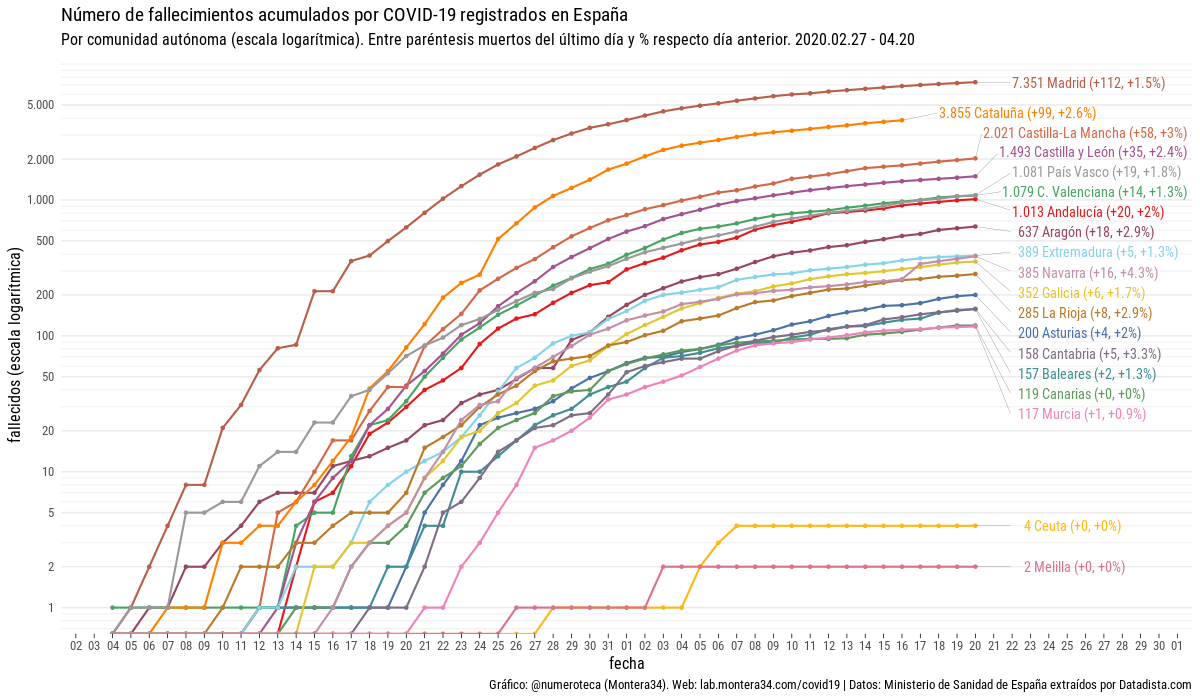 Número de fallecimientos acumulados por COVID-19 registrados en España
Por comunidad autónoma (escala logarítmica). Entre paréntesis muertos del último día y % respecto día anterior. 2020.02.27 - 04.20
fallecidos (escala logarítmica)
5.000
2.000
1.000
500
200
100
50
20
10
5
2
1
7.351 Madrid (+112, +1.5%)
3.855 Cataluña (+99, +2.6%)
2.021 Castilla-La Mancha (+58, +3%)
1.493 Castilla y León (+35, +2.4%)
1.081 País Vasco (+19, +1.8%)
1.079 C. Valenciana (+14, +1.3%)
1.013 Andalucía (+20, +2%)
637 Aragón (+18, +2.9%)
389 Extremadura (+5, +1.3%)
385 Navarra (+16, +4.3%)
352 Galicia (+6, +1.7%)
285 La Rioja (+8, +2.9%)
200 Asturias (+4, +2%)
158 Cantabria (+5, +3.3%)
157 Baleares (+2, +1.3%)
119 Canarias (+0, +0%)
117 Murcia (+1, +0.9%)
4 Ceuta (+0, +0%)
2 Melilla (+0, +0%)
02 03 04 05 06 07 08 09 10 11 12 13 14 15 16 17 18 19 20 21 22 23 24 25 26 27 28 29 30 31 01 02 03 04 05 06 07 08 09 10 11 12 13 14 15 16 17 18 19 20 21 22 23 24 25 26 27 28 29 30 01
fecha
Gráfico: @numeroteca (Montera34). Web: lab.montera34.com/covid19 | Datos: Ministerio de Sanidad de España extraídos por Datadista.com